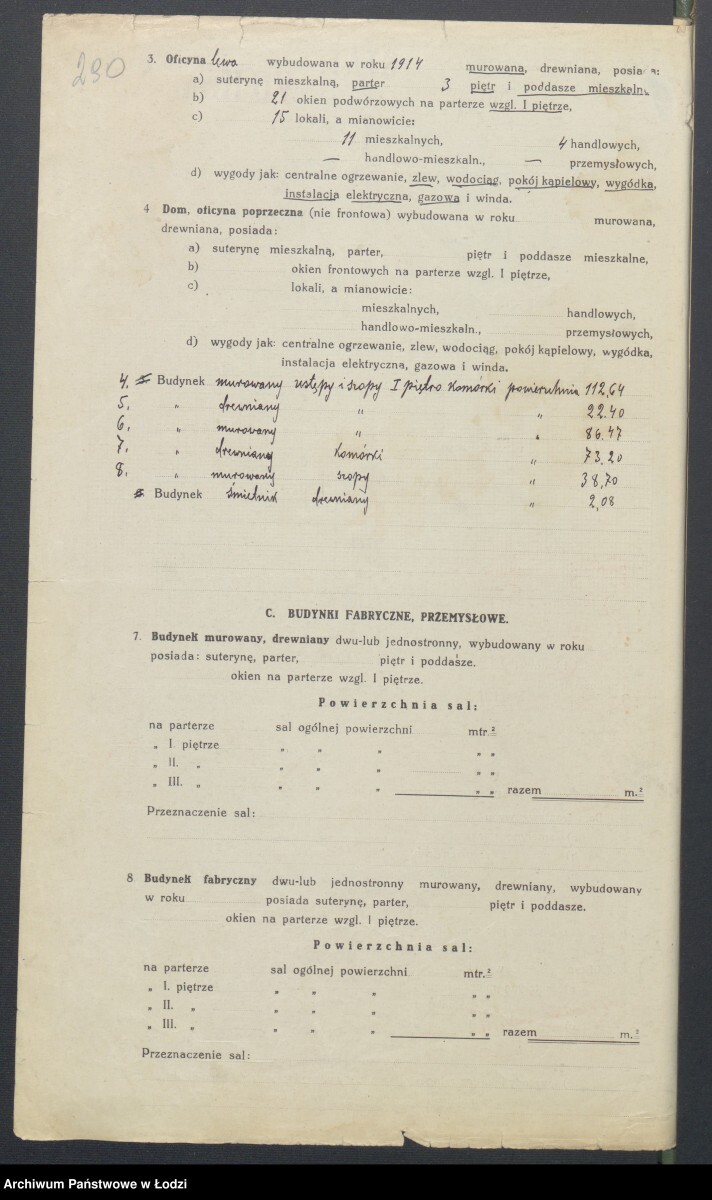 230
3. Oficyna lewa wybudowana w roku 1914 murowana, drewniana, posia a:
a) suterynę mieszkalną, parter 3 piętr i poddasze mieszkaln.
b) 21 okien podwórzowych na parterze wzgl. I piętrze,
c) 15 lokali, a mianowicie:
11 mieszkalnych, 4 handlowych,
— handlowo-mieszkaln., — przemysłowych,
d) wygody jak: centralne ogrzewanie, zlew, wodociąg, pokój kąpielowy, wygódka,
instalacja elektryczna, gazowa i winda.
4 Dom, oficyna poprzeczna (nie frontowa) wybudowana w roku murowana,
drewniana, posiada:
a) suterynę mieszkalną, parter, piętr i poddasze mieszkalne,
b) okien frontowych na parterze wzgl. I piętrze,
c) lokali, a mianowicie:
mieszkalnych, handlowych,
handlowo-mieszkaln., przemysłowych,
d) wygody jak: centralne ogrzewanie, zlew, wodociąg, pokój kąpielowy, wygódka,
instalacja elektryczna, gazowa i winda.
4. Budynek murowany ustępy i szopy I piętro komórki powierzchnia 112,64
5. " drewniany " " 22.40
6. " murowany " " 86.47
7. " drewniany komórki " 73.20
8. " murowany szopy " 38,70
Budynek śmietnik drewniany " 2,08
C. BUDYNKI FABRYCZNE, PRZEMYSŁOWE.
7. Budynek murowany, drewniany dwu-lub jednostronny, wybudowany w roku
posiada: suterynę, parter, piętr i poddasze.
okien na parterze wzgl. I piętrze.
Powierzchnia sal:
na parterze sal ogólnej powierzchni mtr.²
„ I. piętrze „ „ „ „ „
„ II. „ „ „ „ „ „
„ III. „ „ „ „ „ „ razem m.²
Przeznaczenie sal:
8 Budynek fabryczny dwu-lub jednostronny murowany, drewniany, wybudowany
w roku posiada suterynę, parter, piętr i poddasze.
okien na parterze wzgl. I piętrze.
Powierzchnia sal:
na parterze sal ogólnej powierzchni mtr.²
„ I. piętrze „ „ „ „ „
„ II. „ „ „ „ „ „
„ III. „ „ „ „ „ „ razem m.²
Przeznaczenie sal:
Archiwum Państwowe w Łodzi